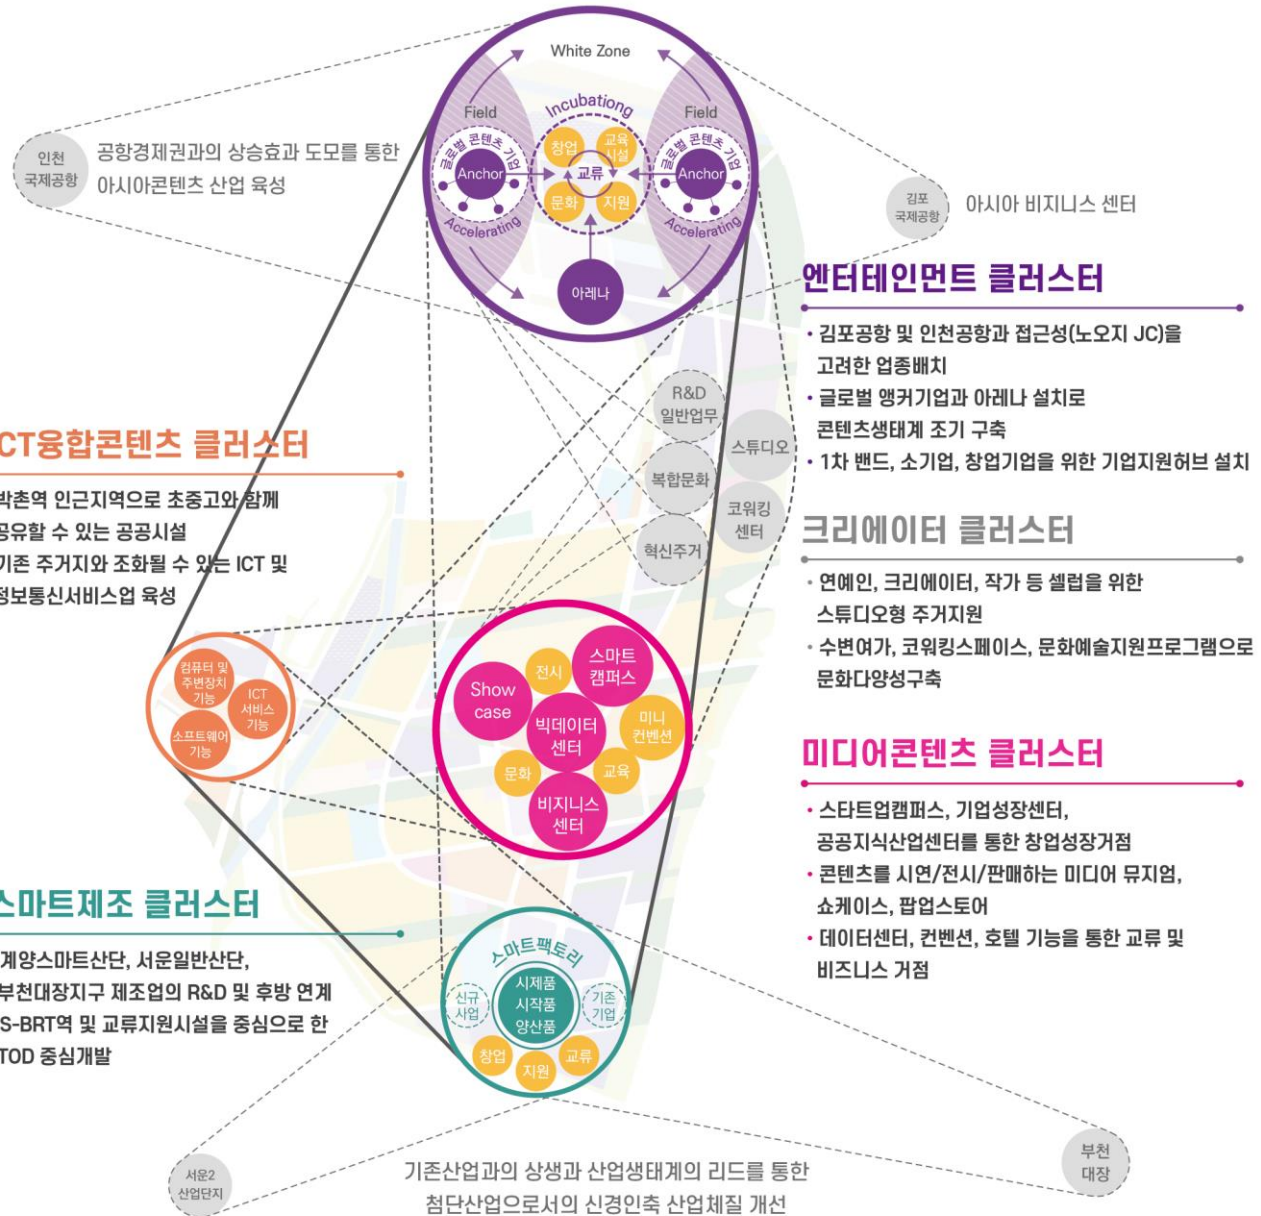 White Zone
Incubationg
Field
Field
글로벌 콘텐츠 기업
Anchor
Accelerating
창업
교육
시설
교류
문화
지원
글로벌 콘텐츠 기업
Anchor
Accelerating
아레나
인천
국제공항
공항경제권과의 상승효과 도모를 통한
아시아콘텐츠 산업 육성
김포
국제공항
아시아 비지니스 센터
엔터테인먼트 클러스터
• 김포공항 및 인천공항과 접근성(노오지 JC)을
고려한 업종배치
• 글로벌 앵커기업과 아레나 설치로
콘텐츠생태계 조기 구축
• 1차 밴드, 소기업, 창업기업을 위한 기업지원허브 설치
R&D
일반업무
스튜디오
복합문화
코워킹
센터
혁신주거
크리에이터 클러스터
• 연예인, 크리에이터, 작가 등 셀럽을 위한
스튜디오형 주거지원
• 수변여가, 코워킹스페이스, 문화예술지원프로그램으로
문화다양성구축
CT융합콘텐츠 클러스터
박촌역 인근지역으로 초중고와 함께
공유할 수 있는 공공시설
기존 주거지와 조화될 수 있는 ICT 및
정보통신서비스업 육성
컴퓨터 및
주변장치
기능
ICT
서비스
기능
소프트웨어
기능
전시
스마트
캠퍼스
Show
case
빅데이터
센터
미니
컨벤션
문화
교육
비지니스
센터
미디어콘텐츠 클러스터
• 스타트업캠퍼스, 기업성장센터,
공공지식산업센터를 통한 창업성장거점
• 콘텐츠를 시연/전시/판매하는 미디어 뮤지엄,
쇼케이스, 팝업스토어
• 데이터센터, 컨벤션, 호텔 기능을 통한 교류 및
비즈니스 거점
스마트제조 클러스터
계양스마트산단, 서운일반산단,
부천대장지구 제조업의 R&D 및 후방 연계
S-BRT역 및 교류지원시설을 중심으로 한
TOD 중심개발
스마트팩토리
신규
사업
시제품
시작품
양산품
기존
기업
창업
지원
교류
서운2
산업단지
기존산업과의 상생과 산업생태계의 리드를 통한
첨단산업으로서의 신경인축 산업체질 개선
부천
대장